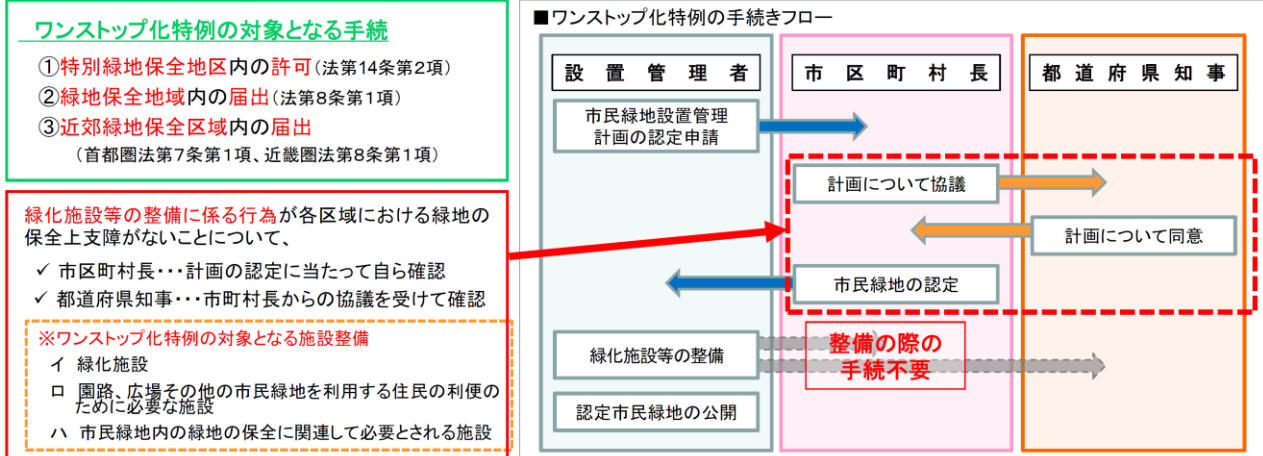 ワンストップ化特例の対象となる手続
①特別緑地保全地区内の許可(法第14条第2項)
②緑地保全地域内の届出(法第8条第1項)
③近郊緑地保全区域内の届出
(首都圏法第7条第1項、近畿圏法第8条第1項)
緑化施設等の整備に係る行為が各区域における緑地の
保全上支障がないことについて、
✓ 市区町村長・・・計画の認定に当たって自ら確認
✓ 都道府県知事・・・市町村長からの協議を受けて確認
※ワンストップ化特例の対象となる施設整備
イ 緑化施設
ロ 園路、広場その他の市民緑地を利用する住民の利便の
ために必要な施設
ハ 市民緑地内の緑地の保全に関連して必要とされる施設
■ワンストップ化特例の手続きフロー
設置管理者
市区町村長
都道府県知事
市民緑地設置管理
計画の認定申請
計画について協議
計画について同意
市民緑地の認定
緑化施設等の整備
整備の際の
手続不要
認定市民緑地の公開